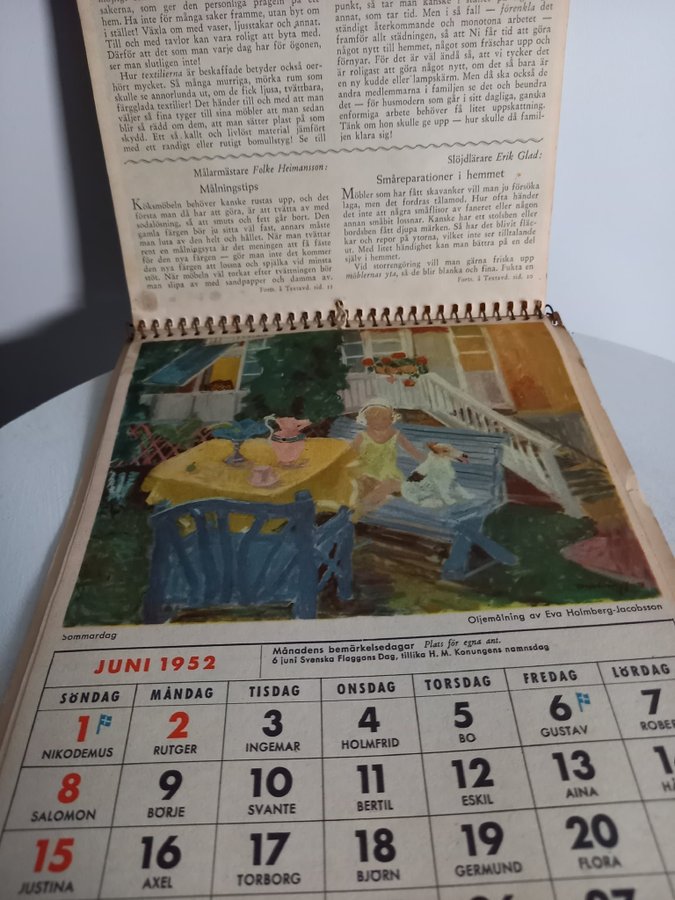 sakerna, som ger den personliga prägeln på ett
hem. Ha inte för många saker framme, utan byt om
i stället! Växla om med vaser, ljusstakar och annat.
Till och med tavlor kan vara roligt att byta med.
Därför att det som man varje dag har för ögonen,
ser man slutligen inte!
Hur textilierna är beskaffade betyder också oer-
hört mycket. Så många murriga, mörka rum som
skulle se annorlunda ut, om de fick ljusa, tvättbara,
färgglada textilier! Det händer till och med att man
väljer så fina tyger till sina möbler att man sedan
blir så rädd om dem, att man sätter plast på som
skydd. Ett så kallt och livlöst material jämfört
med ett randigt eller rutigt bomullstyg! Se till
punkt, så tar man kanske i stället
annat, som tar tid. Men i så fall — förenkla det
ständigt återkommande och monotona arbetet —
framför allt städningen, så att Ni får tid att göra
något nytt till hemmet, något som fräschar upp och
förnyar. För det är väl ändå så, att vi tycker det
är roligast att göra något nytt, om det så bara är
en ny kudde eller lampskärm. Men då ska också de
andra medlemmarna i familjen se det och beundra
det — för husmodern som går i sitt dagliga, ganska
enformiga arbete behöver få litet uppskattning.
Tänk om hon skulle ge upp — hur skulle då famil-
jen klara sig!
Målarmästare Folke Heimansson:
Målningstips
Köksmöbeln behöver kanske rustas upp, och det
första man då har att göra, är att tvätta av med
sodalösning, så att smuts och fett går bort. Den
gamla färgen bör ju sitta väl fast, annars måste
man luta av den helt och hållet. När man tvättar
rent en målningsyta är det meningen att få fäste
för den nya färgen — gör man inte det kommer
den nya färgen att lossna och spjälka vid minsta
stöt. När möbeln väl torkat efter tvättningen bör
man slipa av med sandpapper och damma av.
Forts. å Textavd. sid. 11
Slöjdlärare Erik Glad:
Småreparationer i hemmet
Möbler som har fått skavanker vill man ju försöka
laga, men det fordras tålamod. Hur ofta händer
det inte att några småflisor av faneret eller någon
annan småbit lossnar. Kanske har ett stolsben eller
bordsben fått djupa märken. Så har det blivit fläc-
kar och repor på ytorna, vilket inte ser tilltalande
ut. Med litet händighet kan man bättra på en del
själv i hemmet.
Vid storrengöring vill man gärna friska upp
möblernas yta, så de blir blanka och fina. Fukta en
Forts. å Textavd. sid. 10
Sommardag
Oljemålning av Eva Holmberg-Jacobsson
JUNI 1952
Månadens bemärkelsedagar Plats för egna ant.
6 juni Svenska Flaggans Dag, tillika H. M. Konungens namnsdag
SÖNDAG MÅNDAG TISDAG ONSDAG TORSDAG FREDAG LÖRDAG
1 2 3 4 5 6 7
NIKODEMUS RUTGER INGEMAR HOLMFRID BO GUSTAV
8 9 10 11 12 13
SALOMON BÖRJE SVANTE BERTIL ESKIL AINA
15 16 17 18 19 20
JUSTINA AXEL TORBORG BJÖRN GERMUND FLORA